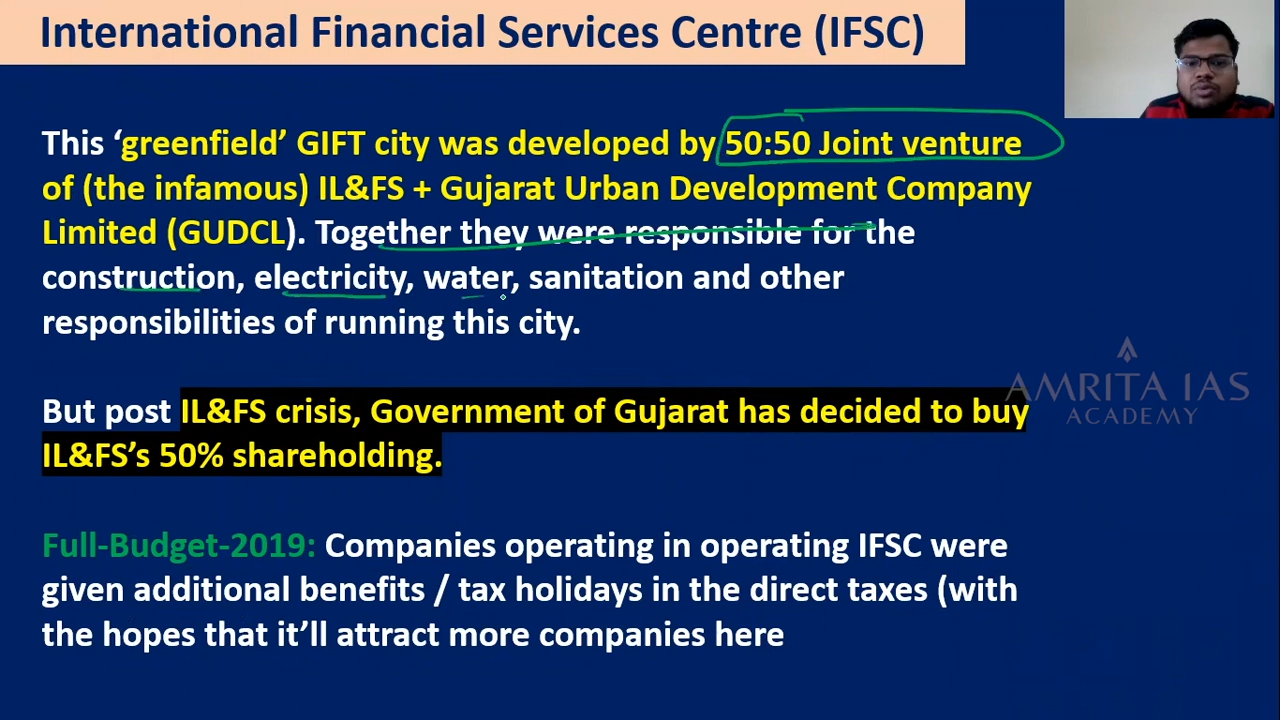 International Financial Services Centre (IFSC)
This ‘greenfield’ GIFT city was developed by 50:50 Joint venture
of (the infamous) IL&FS + Gujarat Urban Development Company
Limited (GUDCL). Together they were responsible for the
construction, electricity, water, sanitation and other
responsibilities of running this city.
But post IL&FS crisis, Government of Gujarat has decided to buy
IL&FS’s 50% shareholding.
Full-Budget-2019: Companies operating in operating IFSC were
given additional benefits / tax holidays in the direct taxes (with
the hopes that it’ll attract more companies here
AMRITA IAS
ACADEMY